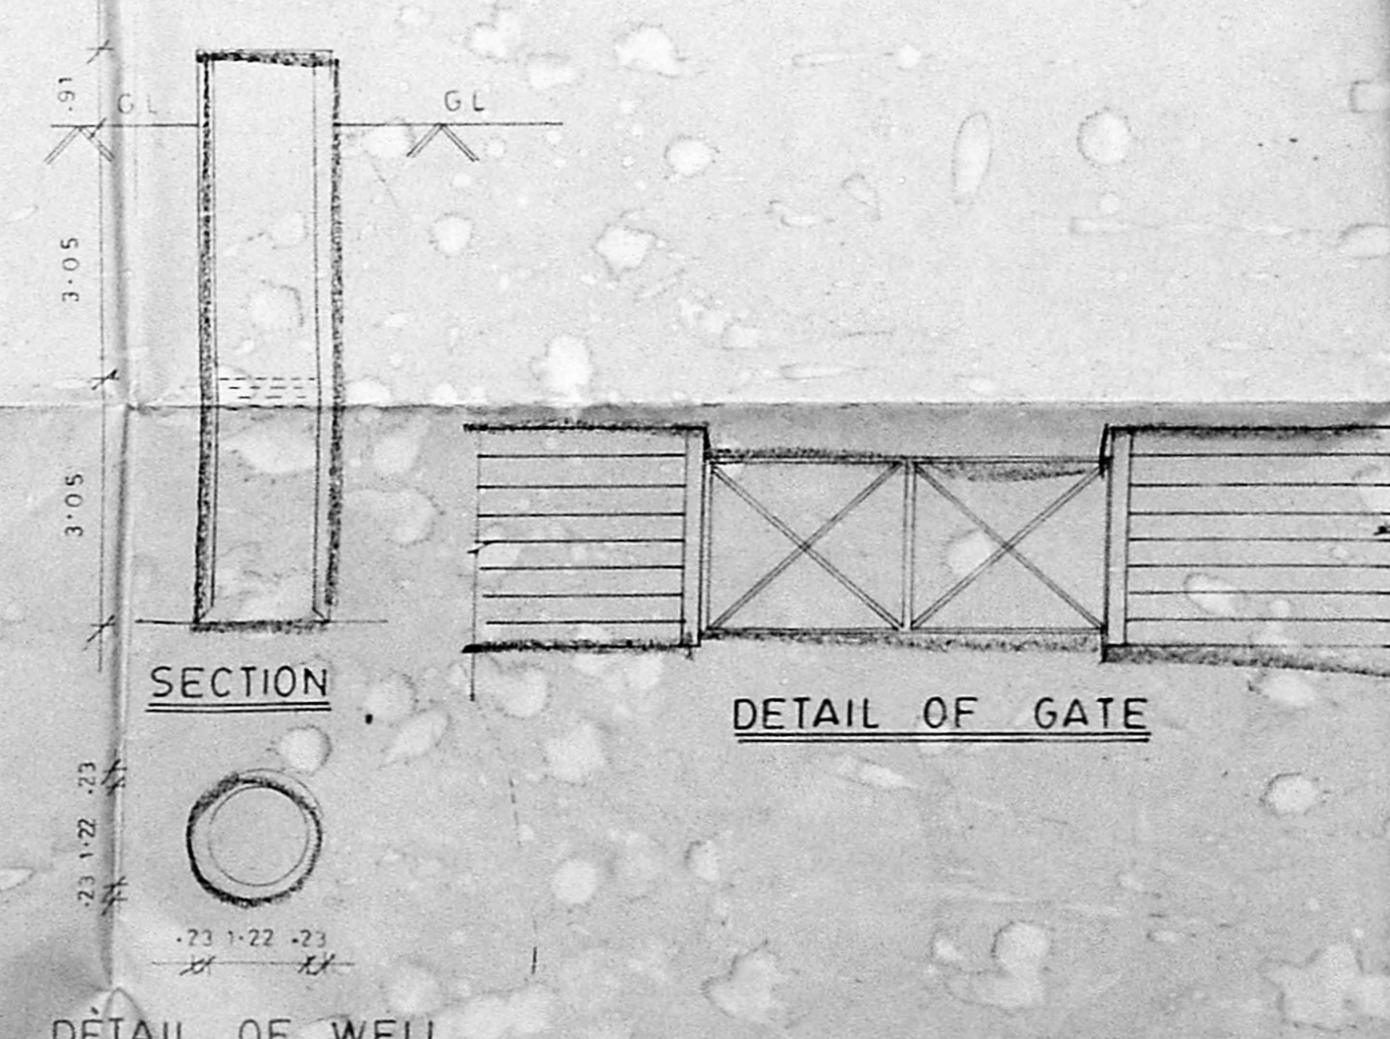 .91
GL
GL
3.05
3.05
SECTION
DETAIL OF GATE
.23
1.22
.23
.23 1.22 .23
DETAIL OF WELL